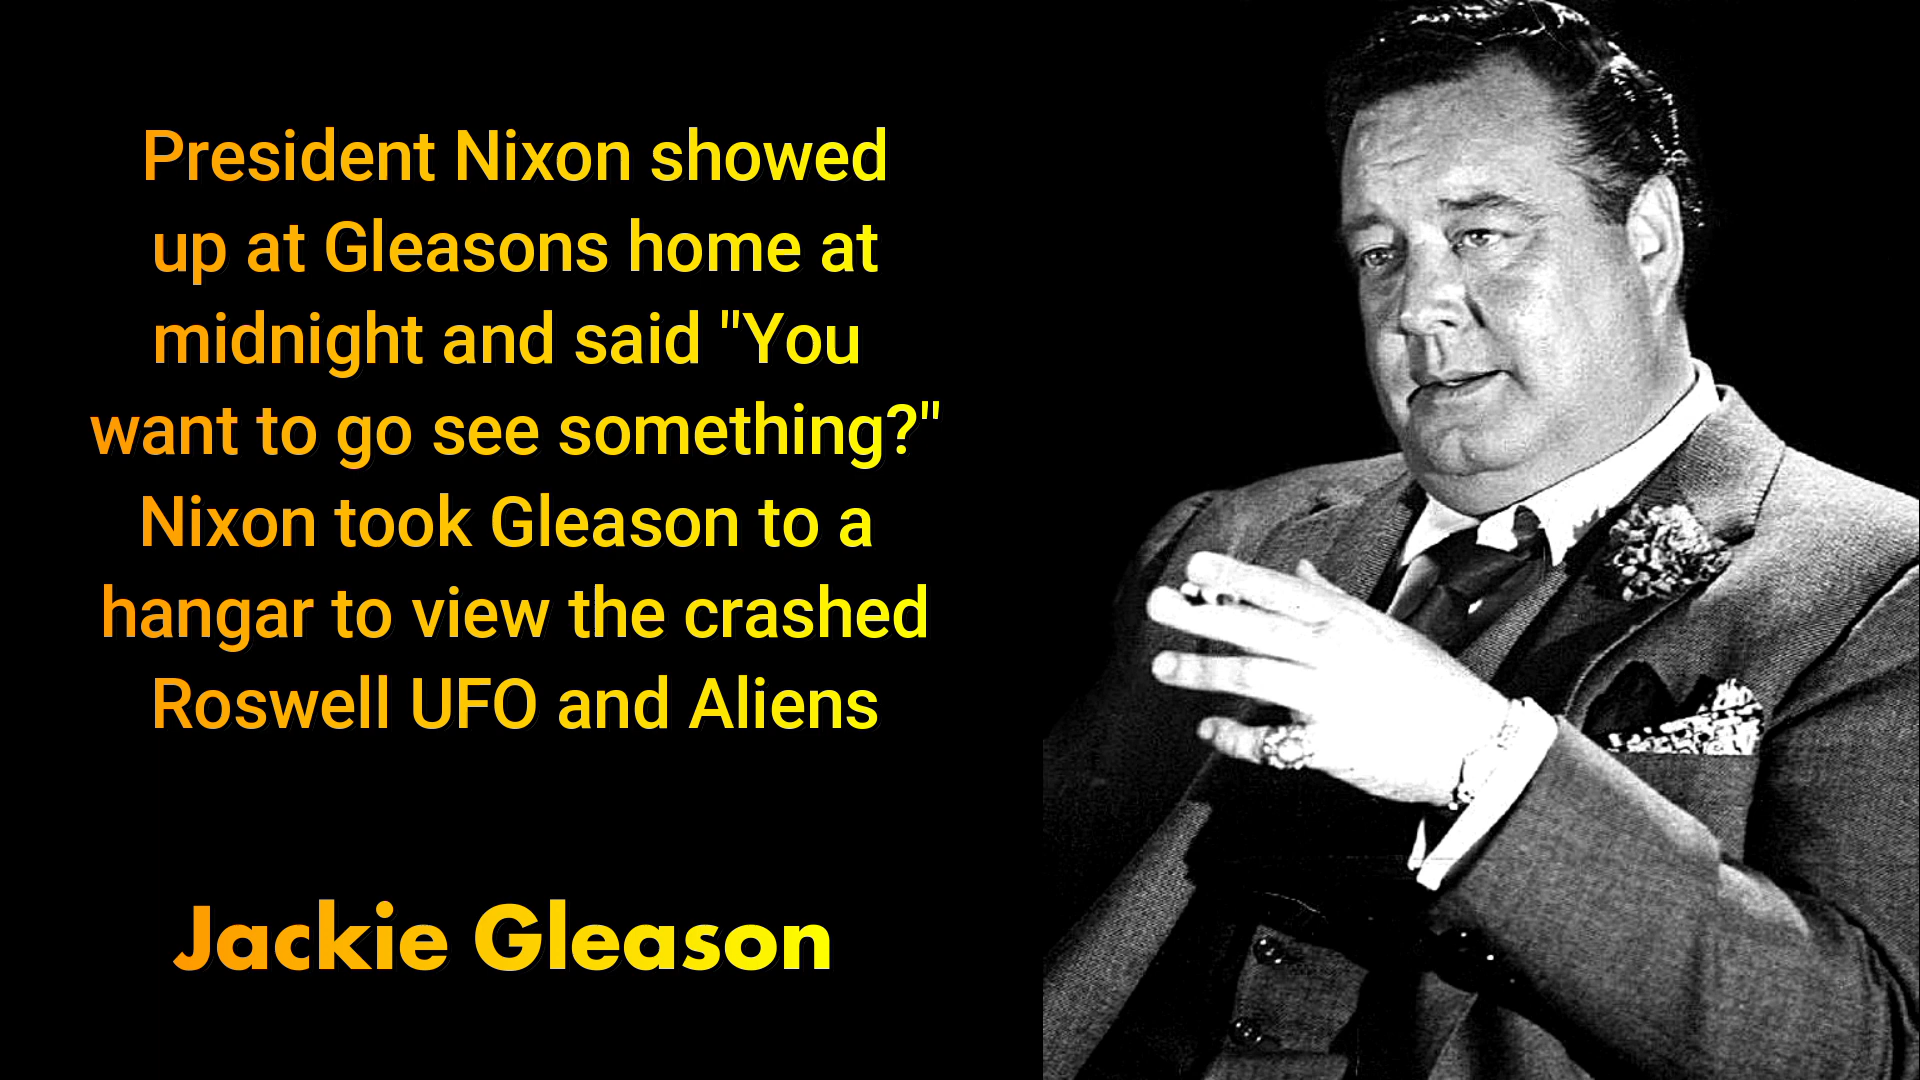 President Nixon showed
up at Gleasons home at
midnight and said "You
want to go see something?"
Nixon took Gleason to a
hangar to view the crashed
Roswell UFO and Aliens
Jackie Gleason